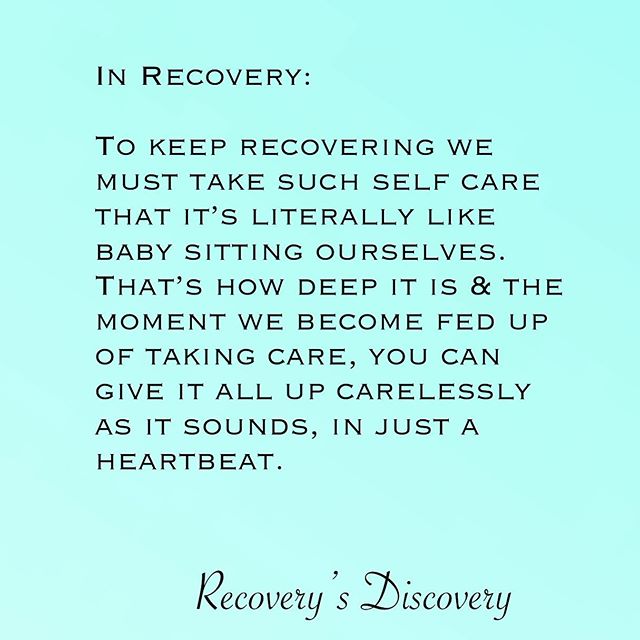 In Recovery:
To keep recovering we
must take such self care
that it's literally like
baby sitting ourselves.
That's how deep it is & the
moment we become fed up
of taking care, you can
give it all up carelessly
as it sounds, in just a
heartbeat.
Recovery's Discovery